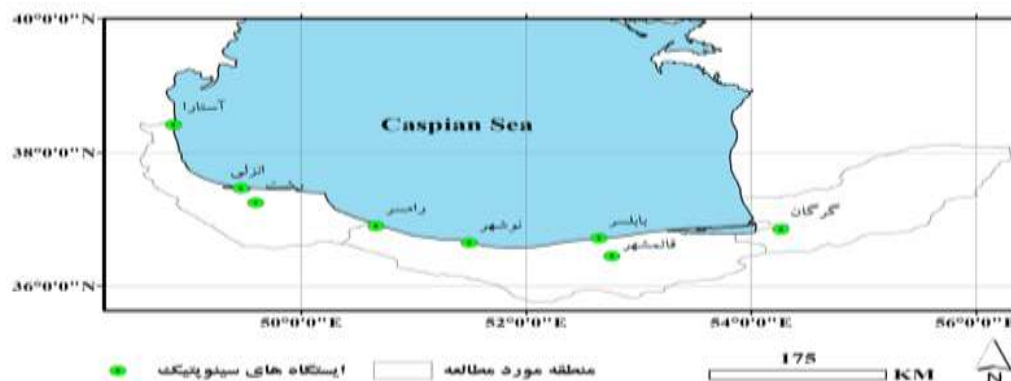 40°0'0"N
آستارا
Caspian Sea
38°0'0"N
انزلی
رشت
رامسر
نوشهر
بابلسر
گرگان
قائمشهر
36°0'0"N
50°0'0"E 52°0'0"E 54°0'0"E 56°0'0"E
ایستگاه های سینوپتیک
منطقه مورد مطالعه
175
KM
N